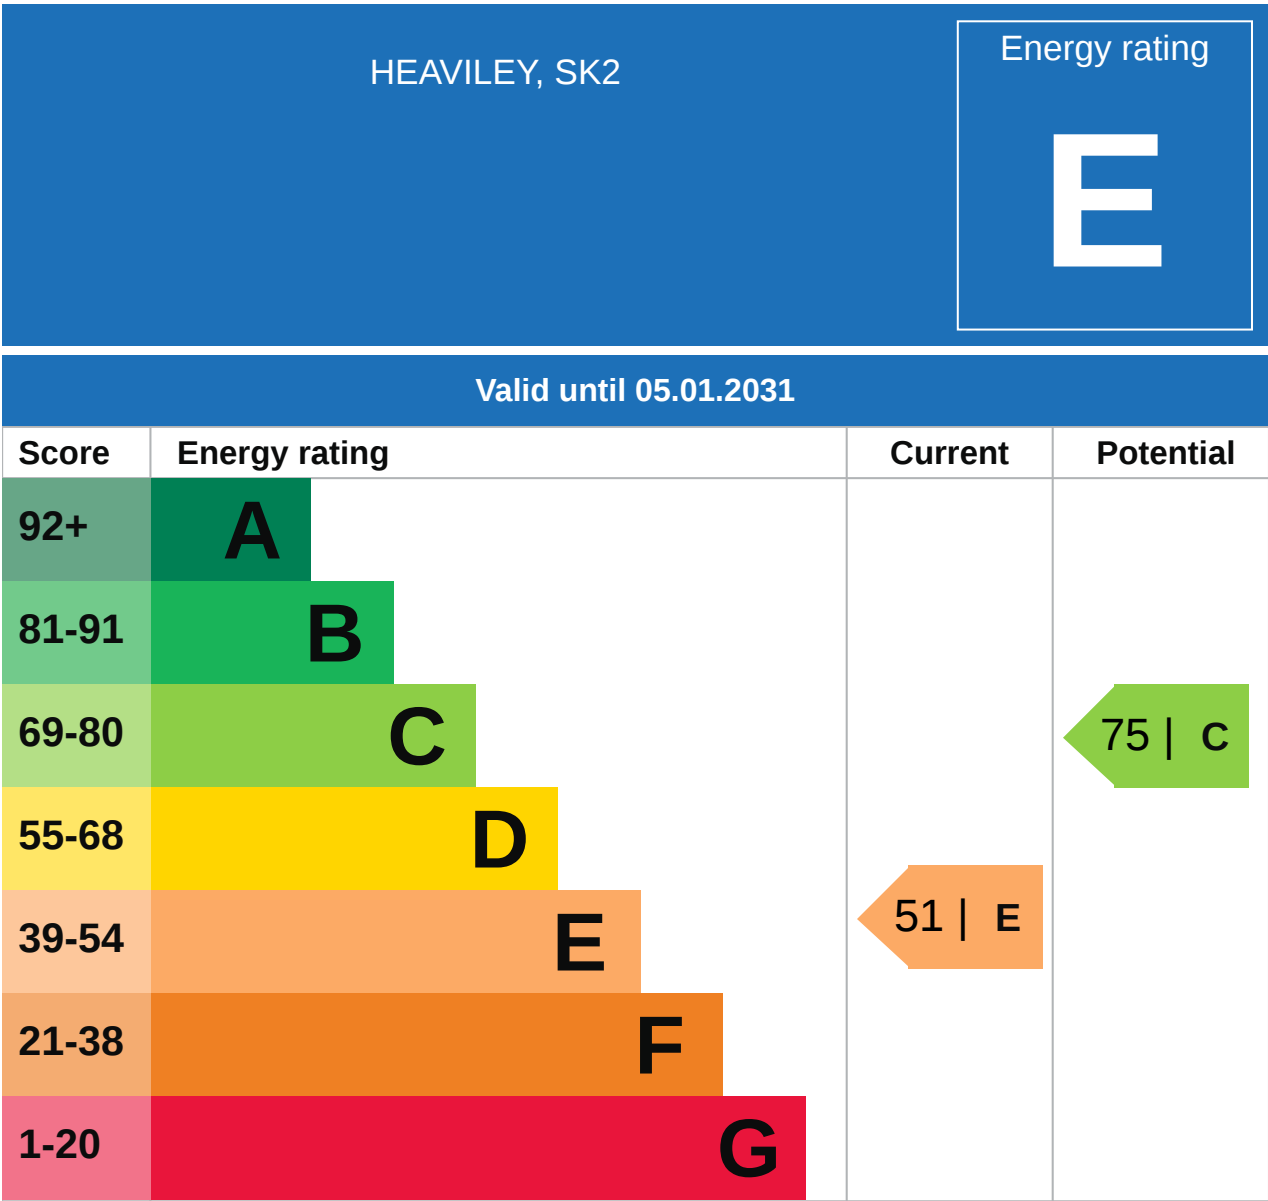 HEAVILEY, SK2
Energy rating
E
Valid until 05.01.2031
Score Energy rating Current Potential
92+ A
81-91 B
69-80 C 75 | C
55-68 D
39-54 E 51 | E
21-38 F
1-20 G